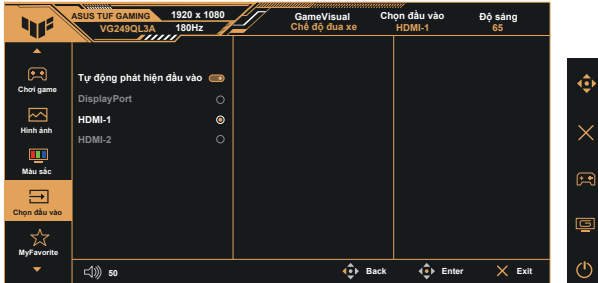 ASUS TUF GAMING 1920 x 1080
VG249QL3A 180Hz
GameVisual
Chế độ đua xe
Chọn đầu vào
HDMI-1
Độ sáng
65
Chơi game
Hình ảnh
Màu sắc
Chọn đầu vào
MyFavorite
Tự động phát hiện đầu vào
DisplayPort
HDMI-1
HDMI-2
50
Back Enter Exit